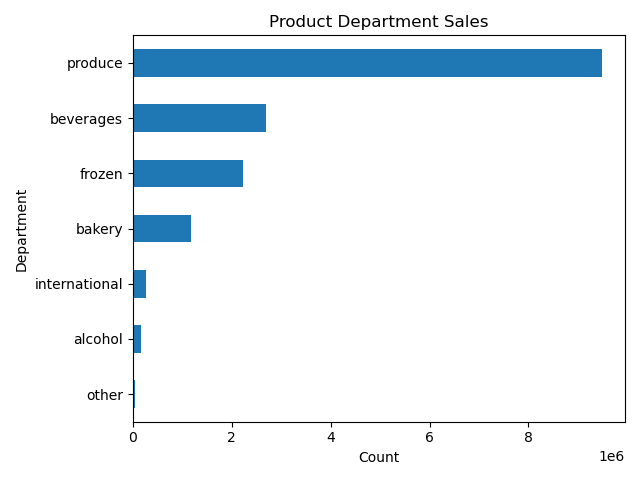 Product Department Sales
produce
beverages
frozen
bakery
international
alcohol
other
Department
0 2 4 6 8
1e6
Count